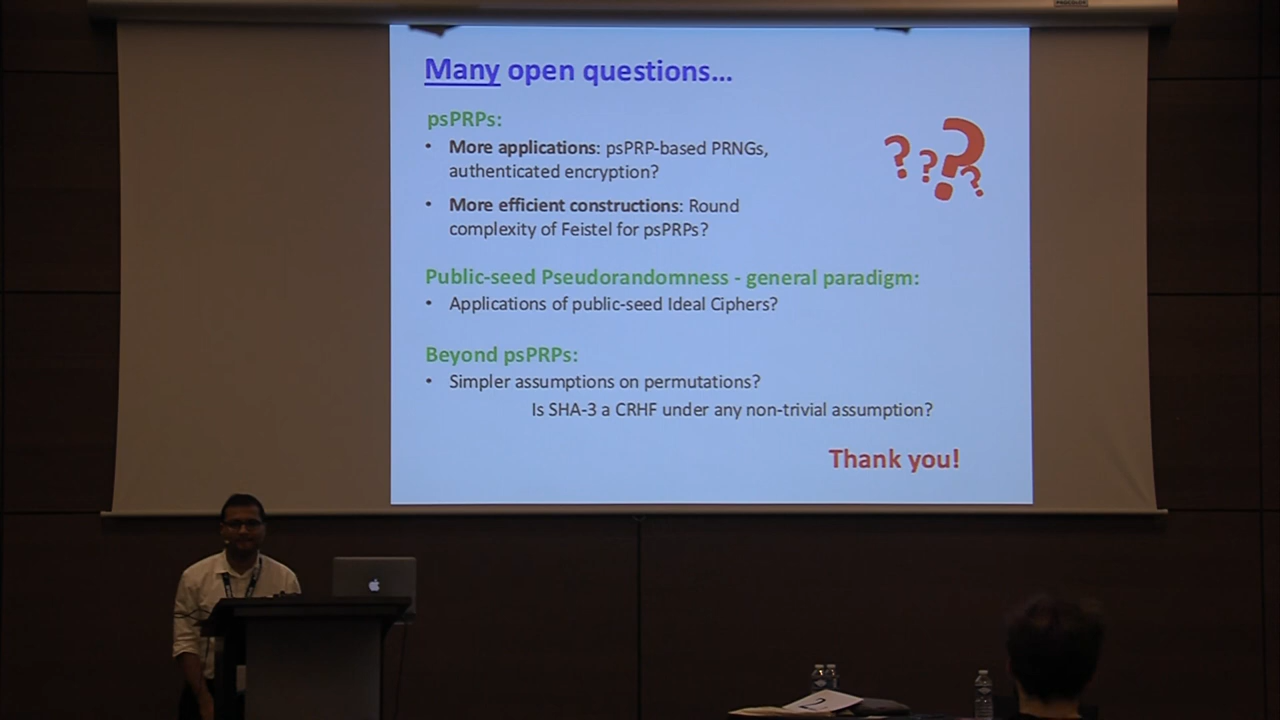 Many open questions...
psPRPs:
• More applications: psPRP-based PRNGs,
authenticated encryption?
• More efficient constructions: Round
complexity of Feistel for psPRPs?
Public-seed Pseudorandomness - general paradigm:
• Applications of public-seed Ideal Ciphers?
Beyond psPRPs:
• Simpler assumptions on permutations?
Is SHA-3 a CRHF under any non-trivial assumption?
Thank you!
2